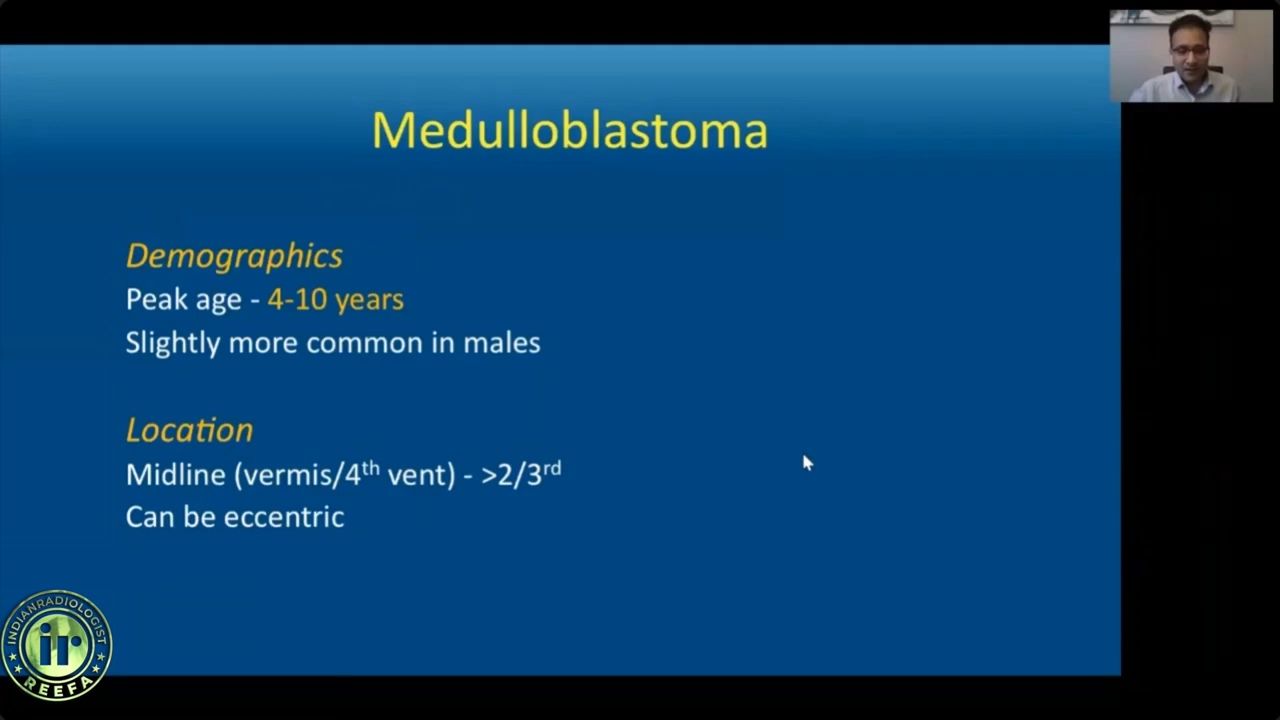 Medulloblastoma
Demographics
Peak age - 4-10 years
Slightly more common in males
Location
Midline (vermis/4th vent) - >2/3rd
Can be eccentric
INDIANRADIOLOGIST
ir
REEFA